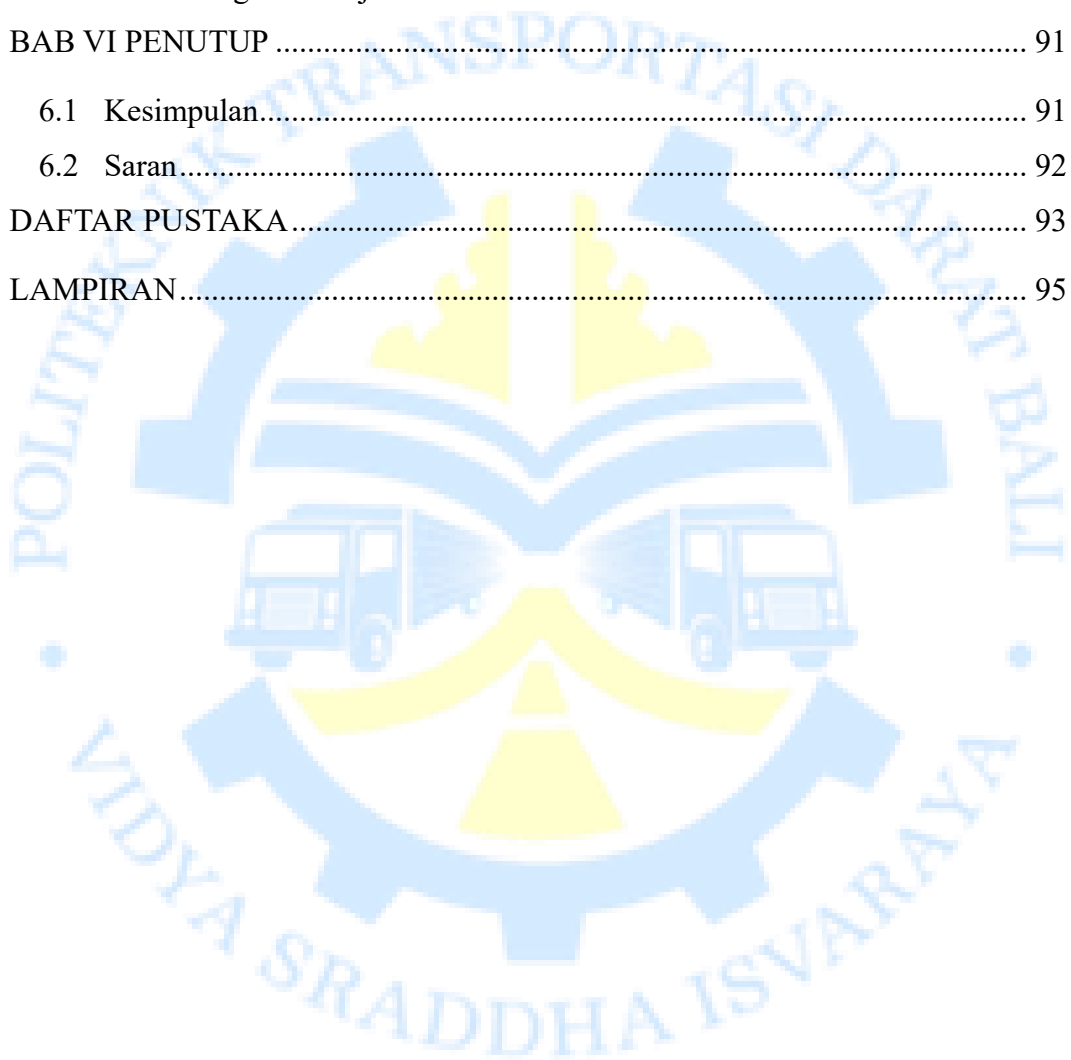 BAB VI PENUTUP ................................................................................................ 91
6.1 Kesimpulan.................................................................................................. 91
6.2 Saran............................................................................................................ 92
DAFTAR PUSTAKA.............................................................................................. 93
LAMPIRAN............................................................................................................ 95
POLITEKNIK TRANSPORTASI DARAT BALI
• VIDYA SRADDHA ISVARAYA •